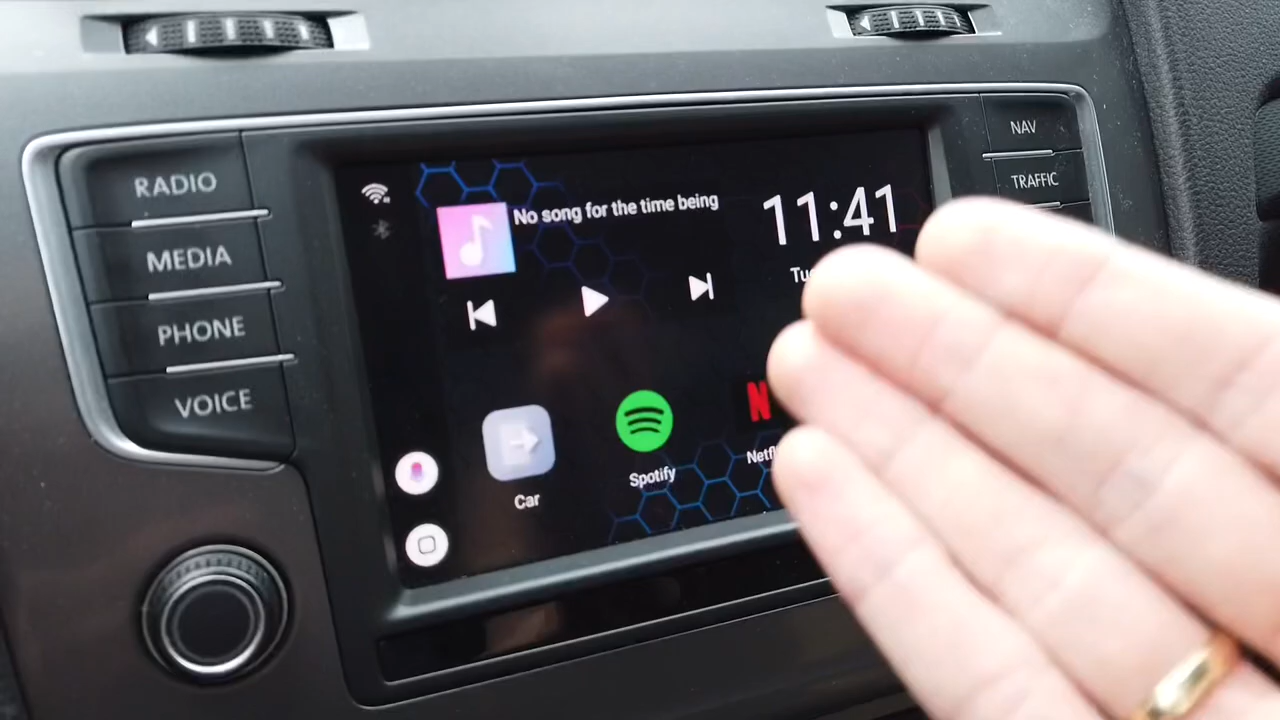 RADIO
MEDIA
PHONE
VOICE
No song for the time being
11:41
Car
Spotify
N
NAV
TRAFFIC